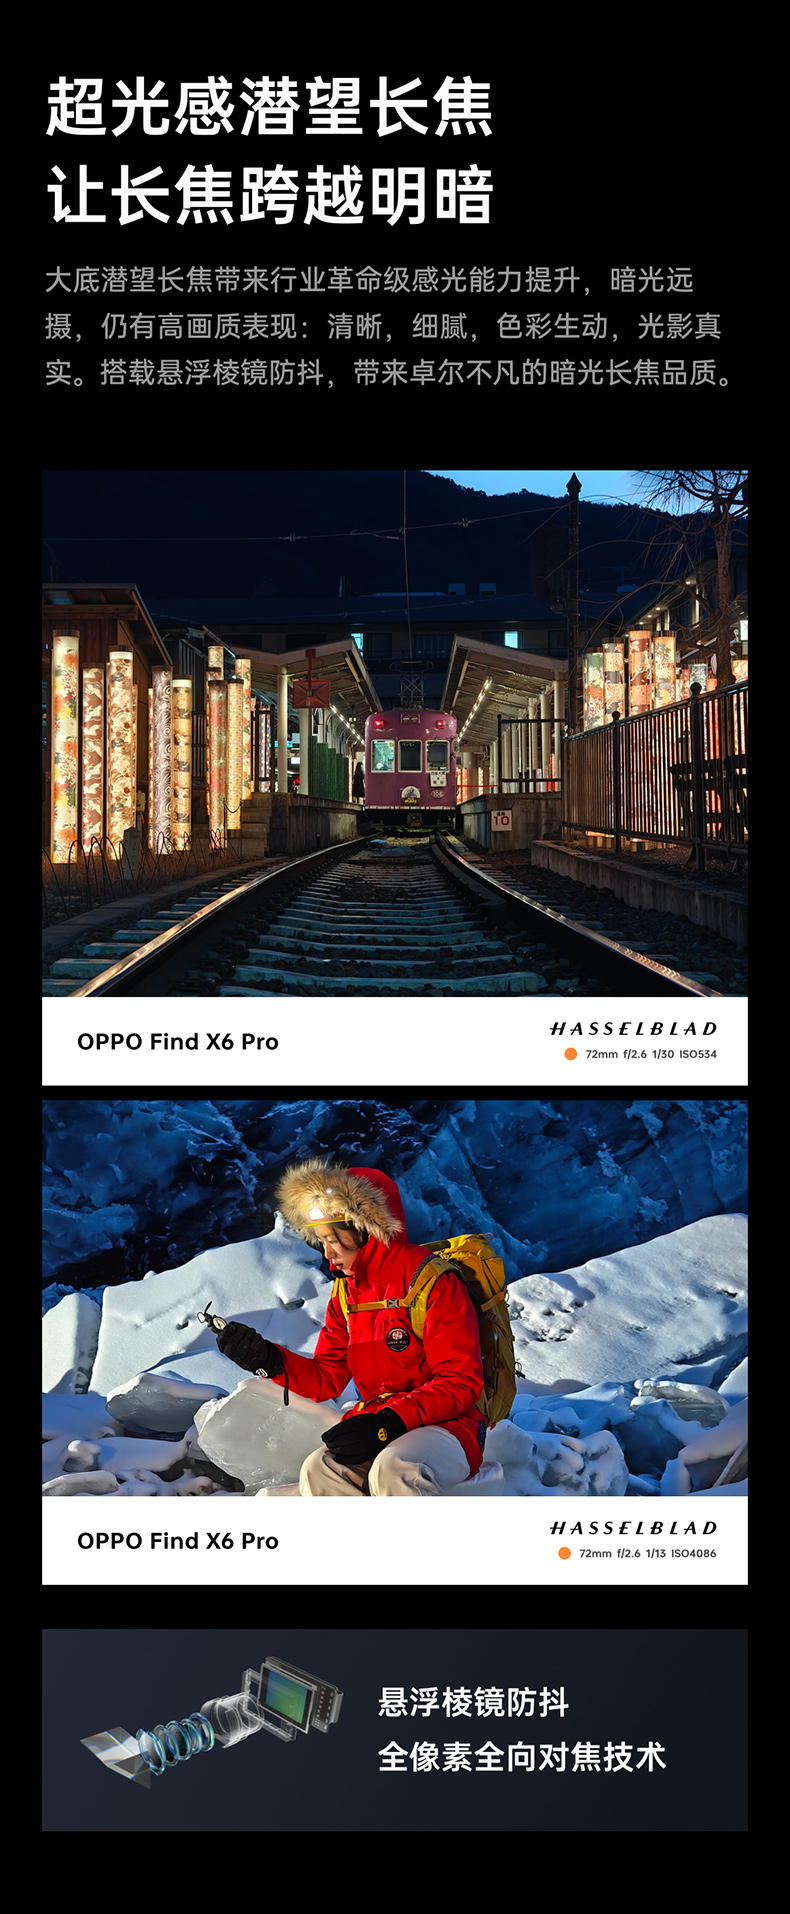 超光感潜望长焦
让长焦跨越明暗
大底潜望长焦带来行业革命级感光能力提升，暗光远
摄，仍有高画质表现：清晰，细腻，色彩生动，光影真
实。搭载悬浮棱镜防抖，带来卓尔不凡的暗光长焦品质。
10
OPPO Find X6 Pro
HASSELBLAD
72mm f/2.6 1/30 ISO534
OPPO Find X6 Pro
HASSELBLAD
72mm f/2.6 1/13 ISO4086
悬浮棱镜防抖
全像素全向对焦技术